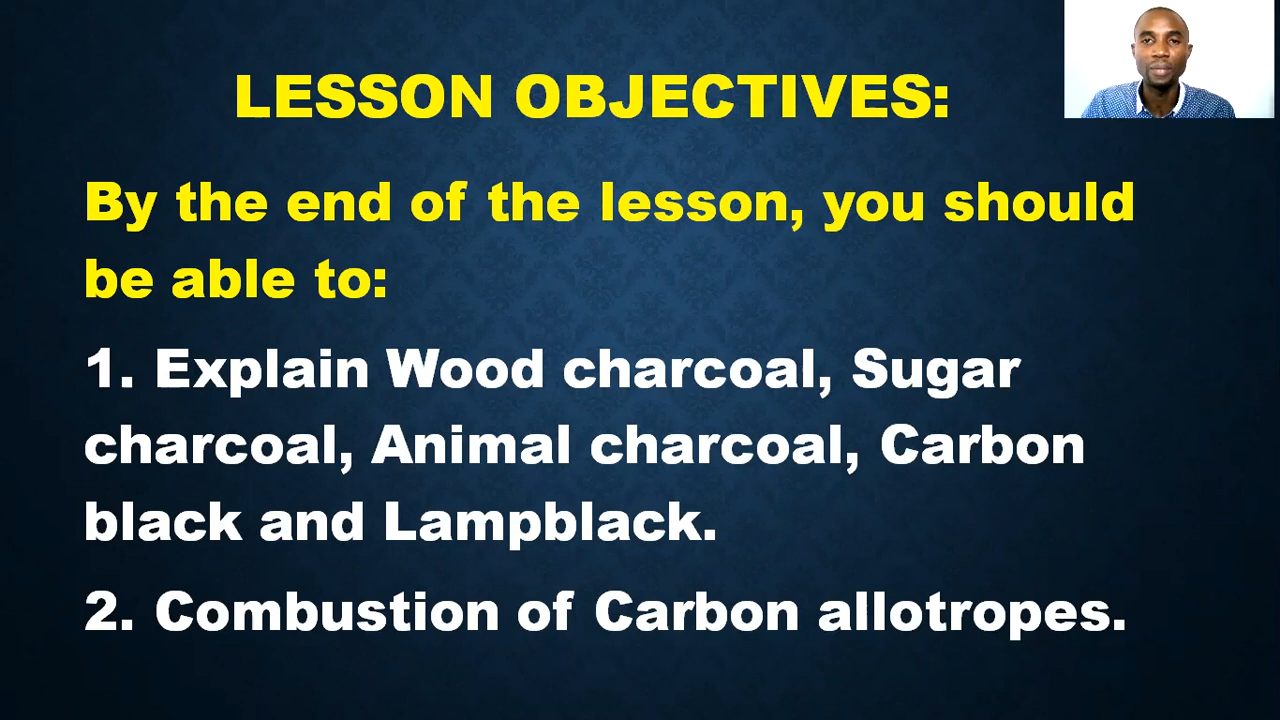 LESSON OBJECTIVES:
By the end of the lesson, you should
be able to:
1. Explain Wood charcoal, Sugar
charcoal, Animal charcoal, Carbon
black and Lampblack.
2. Combustion of Carbon allotropes.